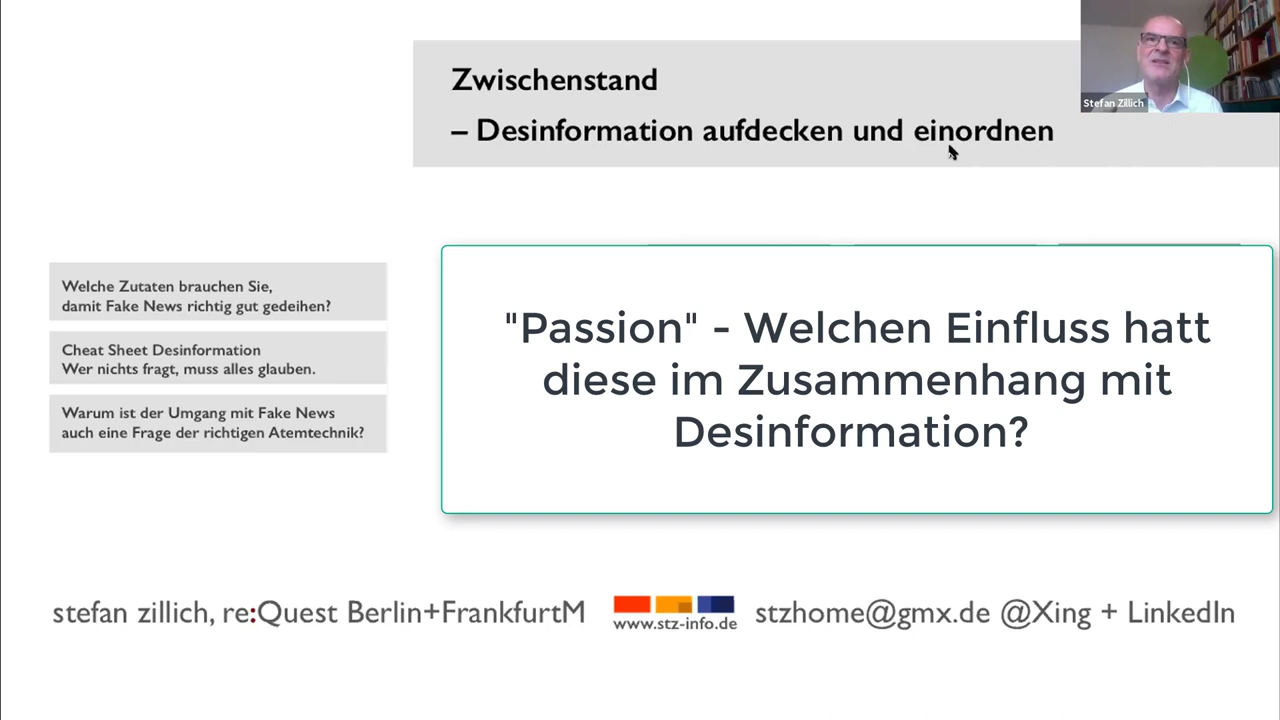 Zwischenstand
– Desinformation aufdecken und einordnen
Stefan Zillich
Welche Zutaten brauchen Sie,
damit Fake News richtig gut gedeihen?
Cheat Sheet Desinformation
Wer nichts fragt, muss alles glauben.
Warum ist der Umgang mit Fake News
auch eine Frage der richtigen Atemtechnik?
"Passion" - Welchen Einfluss hatt
diese im Zusammenhang mit
Desinformation?
stefan zillich, re:Quest Berlin+FrankfurtM
www.stz-info.de
stzhome@gmx.de @Xing + LinkedIn